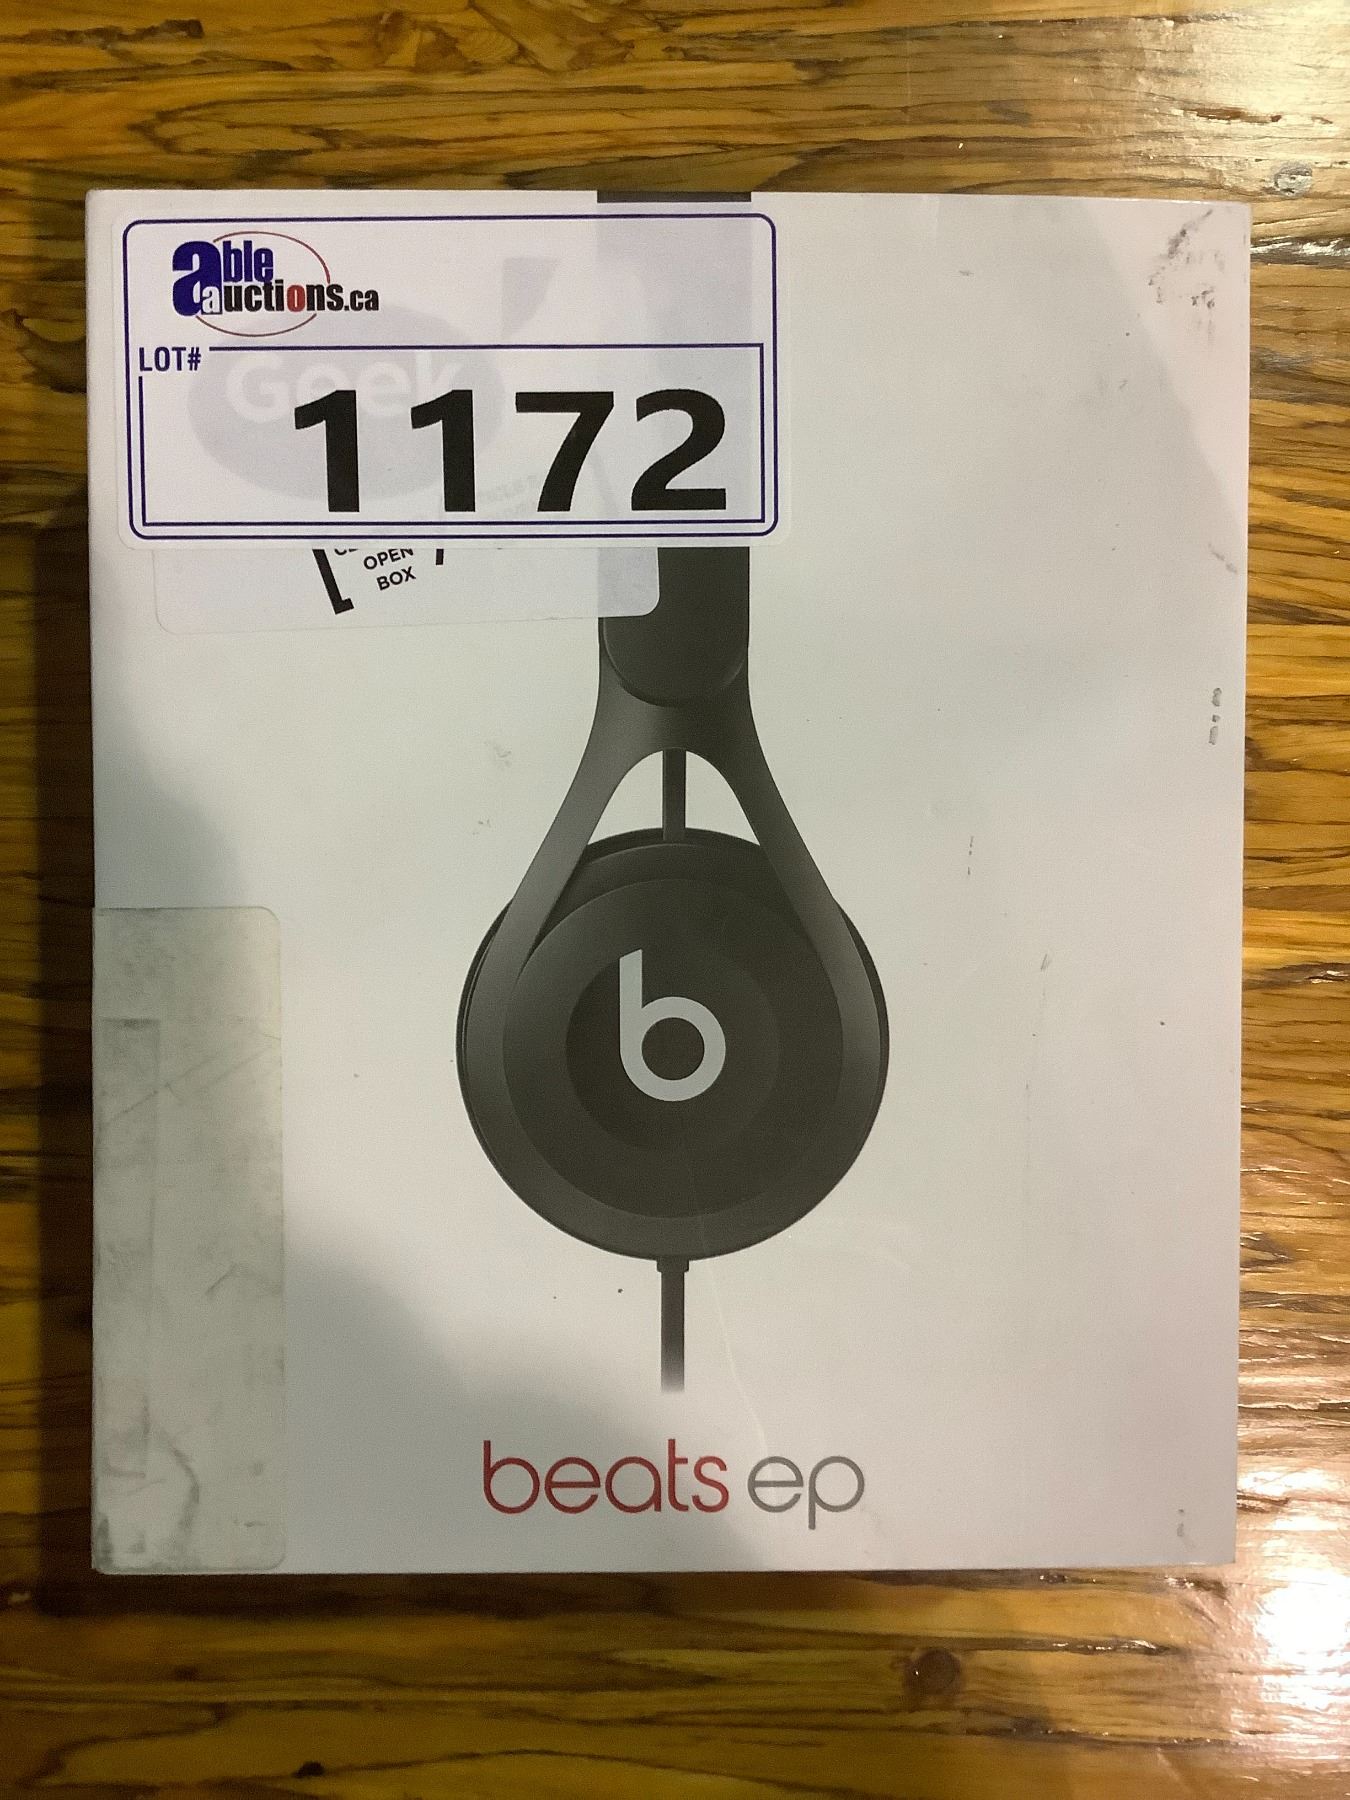 able
auctions.ca
LOT#
Geek
1172
OPEN
BOX
b
beats ep